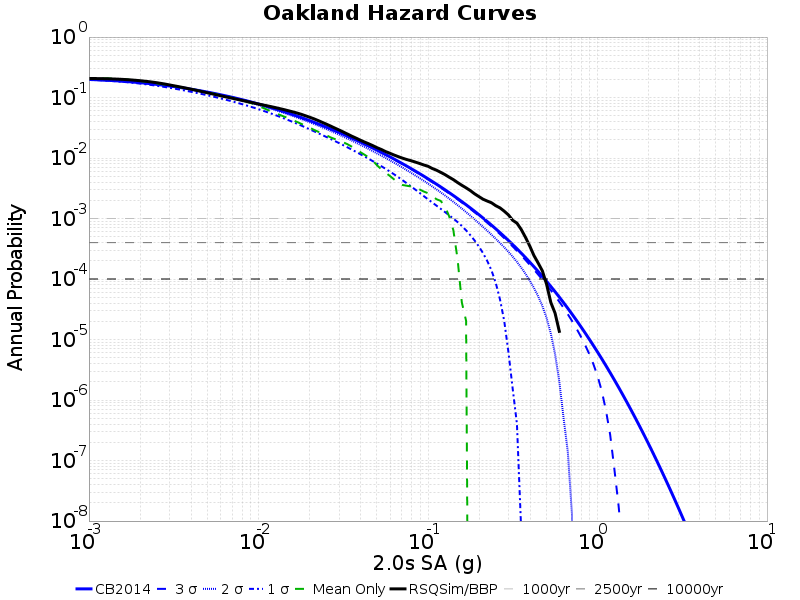 Oakland Hazard Curves
Annual Probability
10^0
10^-1
10^-2
10^-3
10^-4
10^-5
10^-6
10^-7
10^-8
10^-3 10^-2 10^-1 10^0 10^1
2.0s SA (g)
CB2014 3 σ 2 σ 1 σ Mean Only RSQSim/BBP 1000yr 2500yr 10000yr